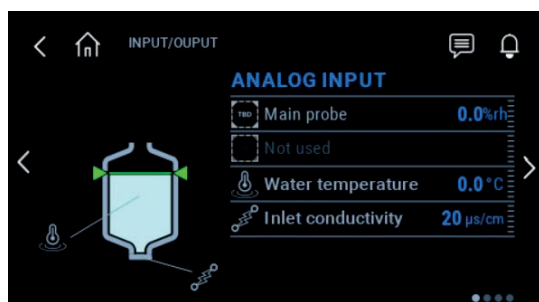 INPUT/OUPUT
ANALOG INPUT
TBD Main probe 0.0%rh
Not used
Water temperature 0.0°C
Inlet conductivity 20 µs/cm